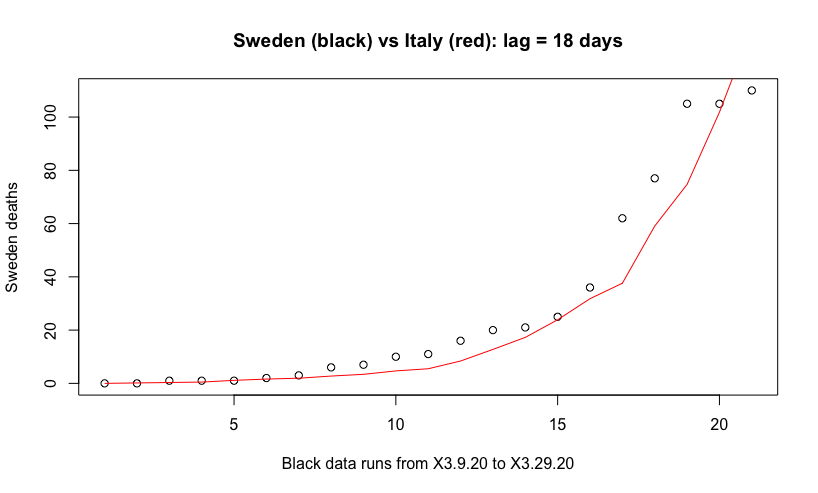 Sweden (black) vs Italy (red): lag = 18 days
Sweden deaths
100
80
60
40
20
0
5 10 15 20
Black data runs from X3.9.20 to X3.29.20